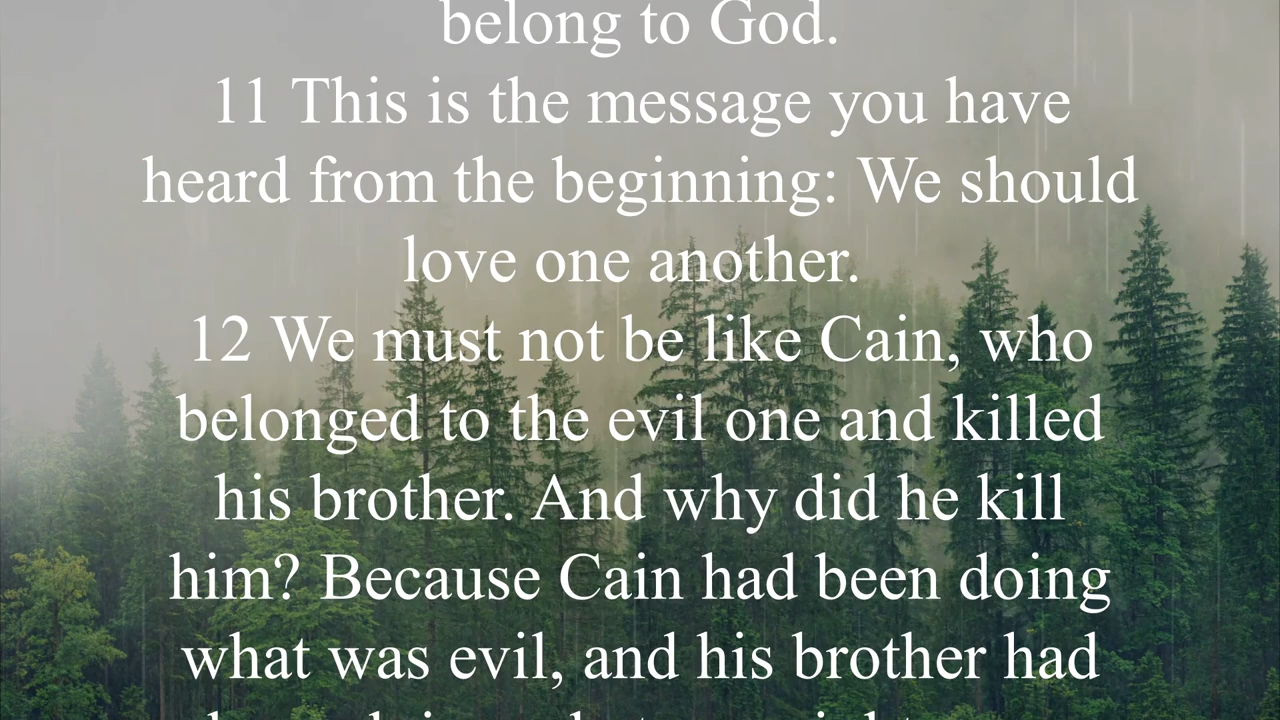 belong to God.
11 This is the message you have
heard from the beginning: We should
love one another.
12 We must not be like Cain, who
belonged to the evil one and killed
his brother. And why did he kill
him? Because Cain had been doing
what was evil, and his brother had